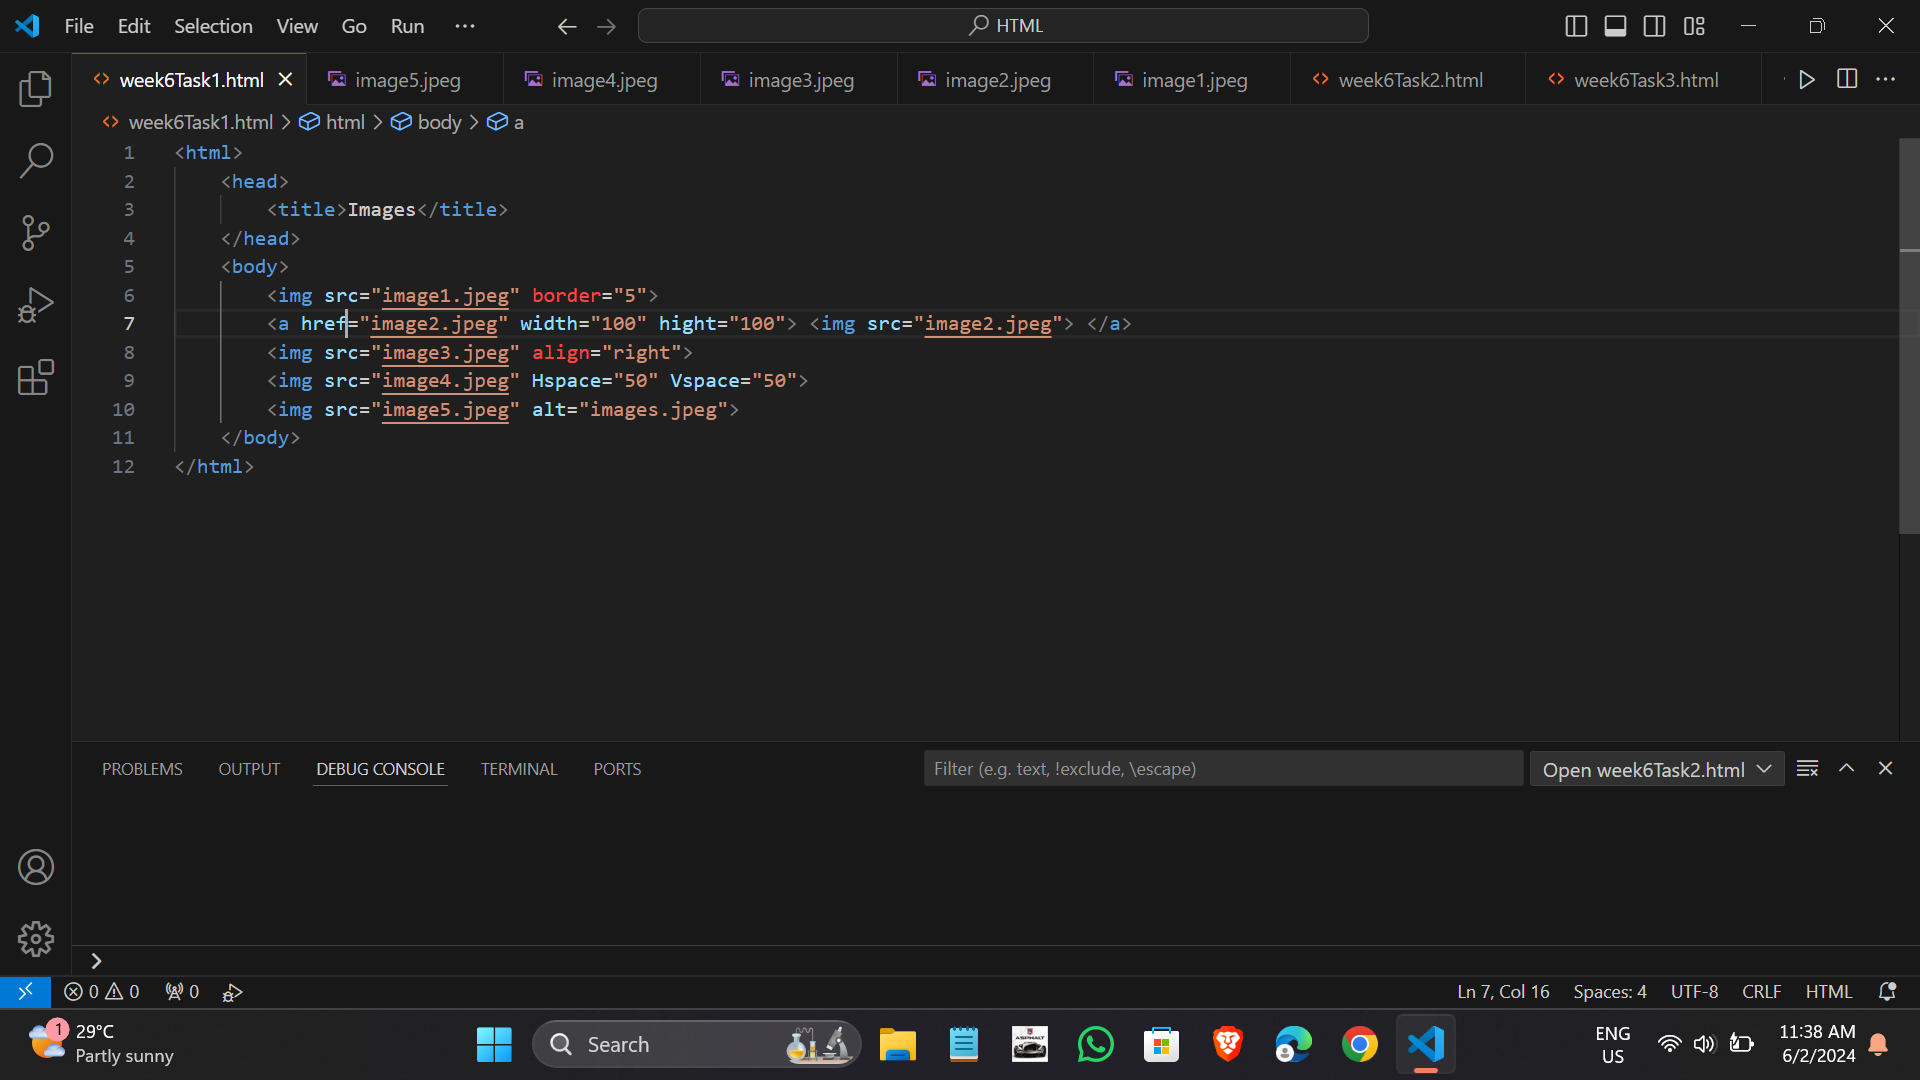 File Edit Selection View Go Run ··· HTML
week6Task1.html image5.jpeg image4.jpeg image3.jpeg image2.jpeg image1.jpeg week6Task2.html week6Task3.html
week6Task1.html > html > body > a
1 <html>
2 <head>
3 <title>Images</title>
4 </head>
5 <body>
6 <img src="image1.jpeg" border="5">
7 <a href="image2.jpeg" width="100" hight="100"> <img src="image2.jpeg"> </a>
8 <img src="image3.jpeg" align="right">
9 <img src="image4.jpeg" Hspace="50" Vspace="50">
10 <img src="image5.jpeg" alt="images.jpeg">
11 </body>
12 </html>
PROBLEMS OUTPUT DEBUG CONSOLE TERMINAL PORTS Filter (e.g. text, !exclude, \escape) Open week6Task2.html
>
0 0 0 Ln 7, Col 16 Spaces: 4 UTF-8 CRLF HTML
1 29°C Search ENG 11:38 AM
Partly sunny ASPHALT US 6/2/2024